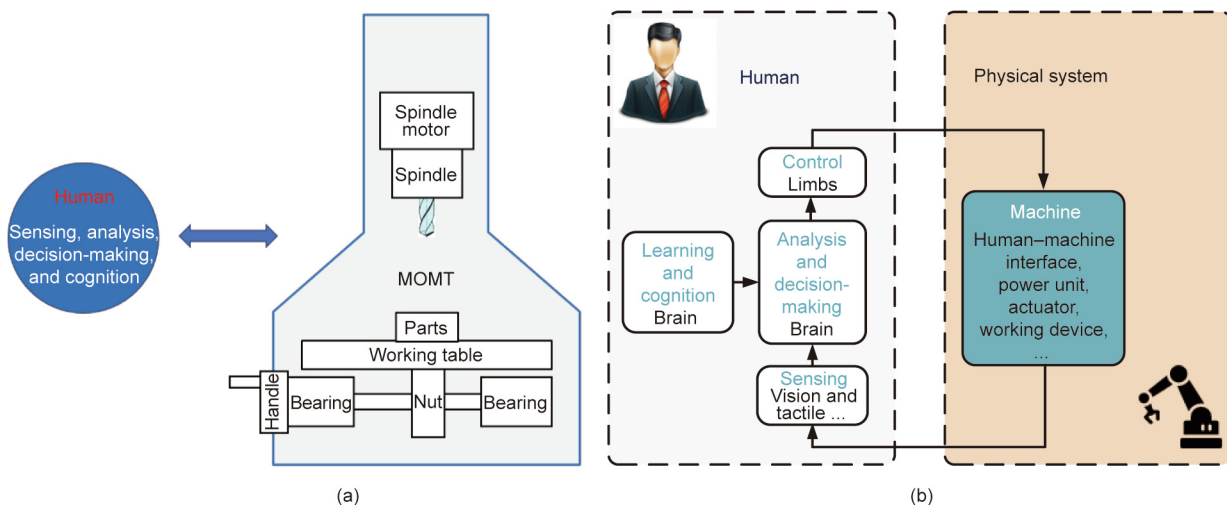 Human
Sensing, analysis,
decision-making,
and cognition
Spindle
motor
Spindle
MOMT
Parts
Working table
Handle
Bearing
Nut
Bearing
(a)
Human
Control
Limbs
Learning
and
cognition
Brain
Analysis
and
decision-
making
Brain
Sensing
Vision and
tactile ...
Physical system
Machine
Human–machine
interface,
power unit,
actuator,
working device,
...
(b)